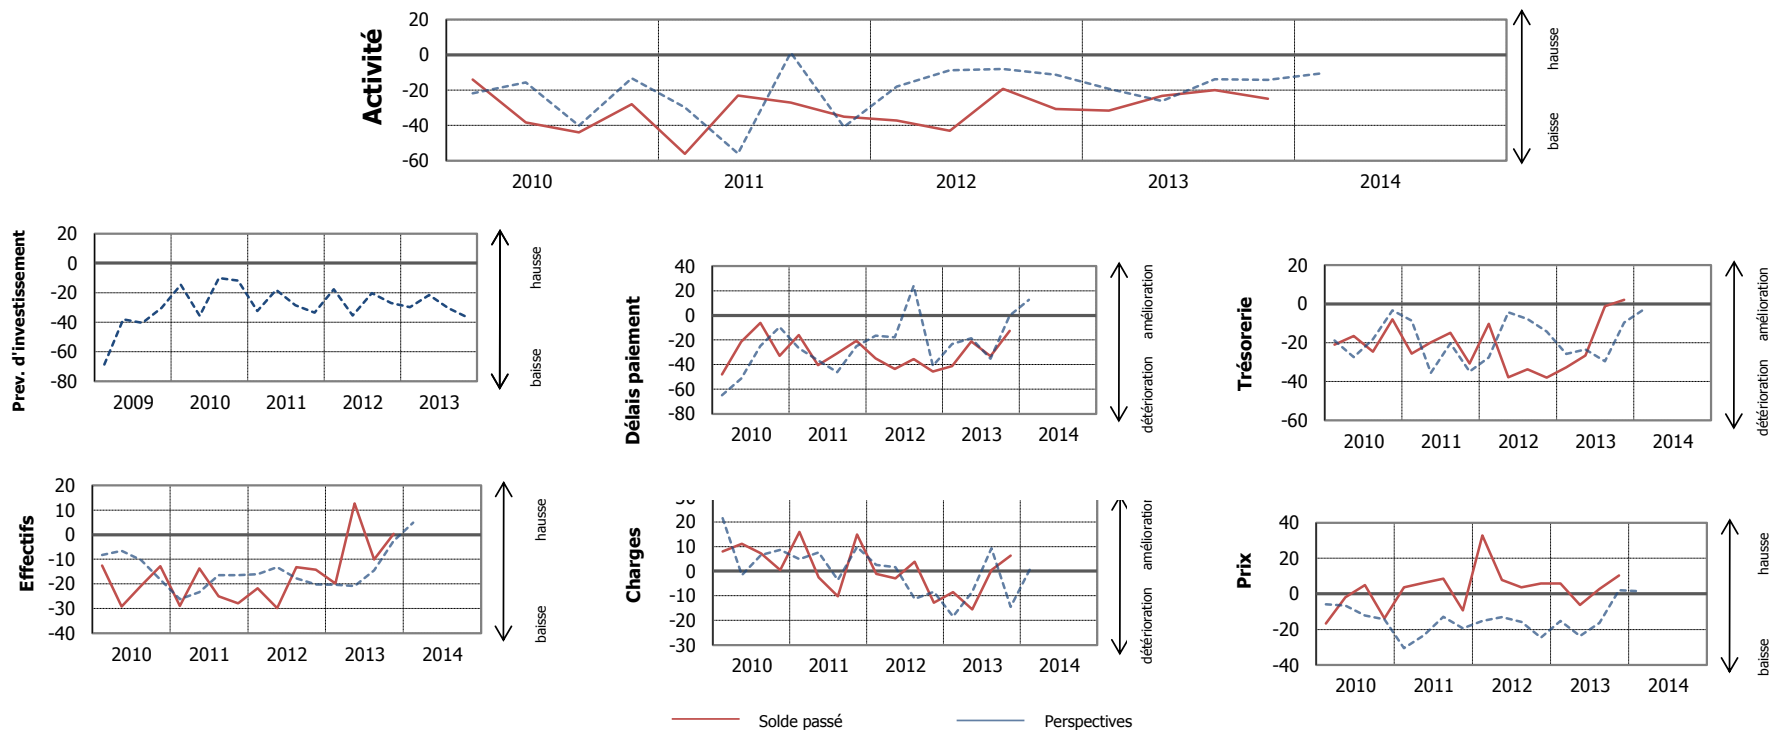 Activité
20
0
-20
-40
-60
2010 2011 2012 2013 2014
hausse
baisse
Prev. d'investissement
20
0
-20
-40
-60
-80
2009 2010 2011 2012 2013
hausse
baisse
Délais paiement
40
20
0
-20
-40
-60
-80
2010 2011 2012 2013 2014
amélioration
détérioration
Trésorerie
20
0
-20
-40
-60
2010 2011 2012 2013 2014
amélioration
détérioration
Effectifs
20
10
0
-10
-20
-30
-40
2010 2011 2012 2013 2014
hausse
baisse
Charges
30
20
10
0
-10
-20
-30
2010 2011 2012 2013 2014
amélioration
détérioration
Prix
40
20
0
-20
-40
2010 2011 2012 2013 2014
hausse
baisse
Solde passé Perspectives